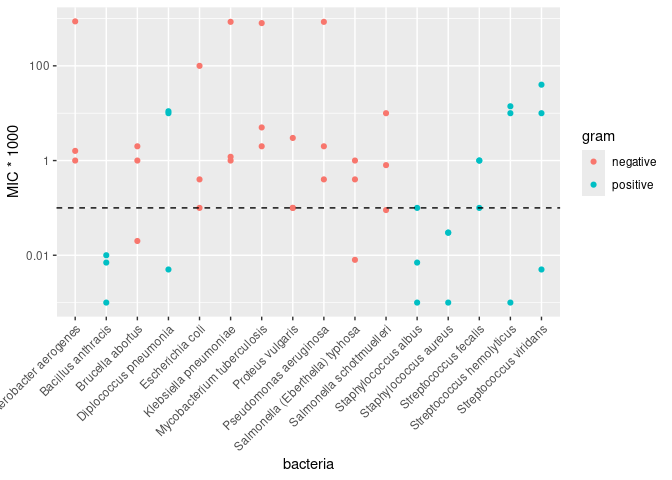 MIC * 1000
100
1
0.01
gram
negative
positive
erobacter aerogenes
Bacillus anthracis
Brucella abortus
Diplococcus pneumonia
Escherichia coli
Klebsiella pneumoniae
Mycobacterium tuberculosis
Proteus vulgaris
Pseudomonas aeruginosa
Salmonella (Eberthella) typhosa
Salmonella schottmuelleri
Staphylococcus albus
Staphylococcus aureus
Streptococcus fecalis
Streptococcus hemolyticus
Streptococcus viridans
bacteria